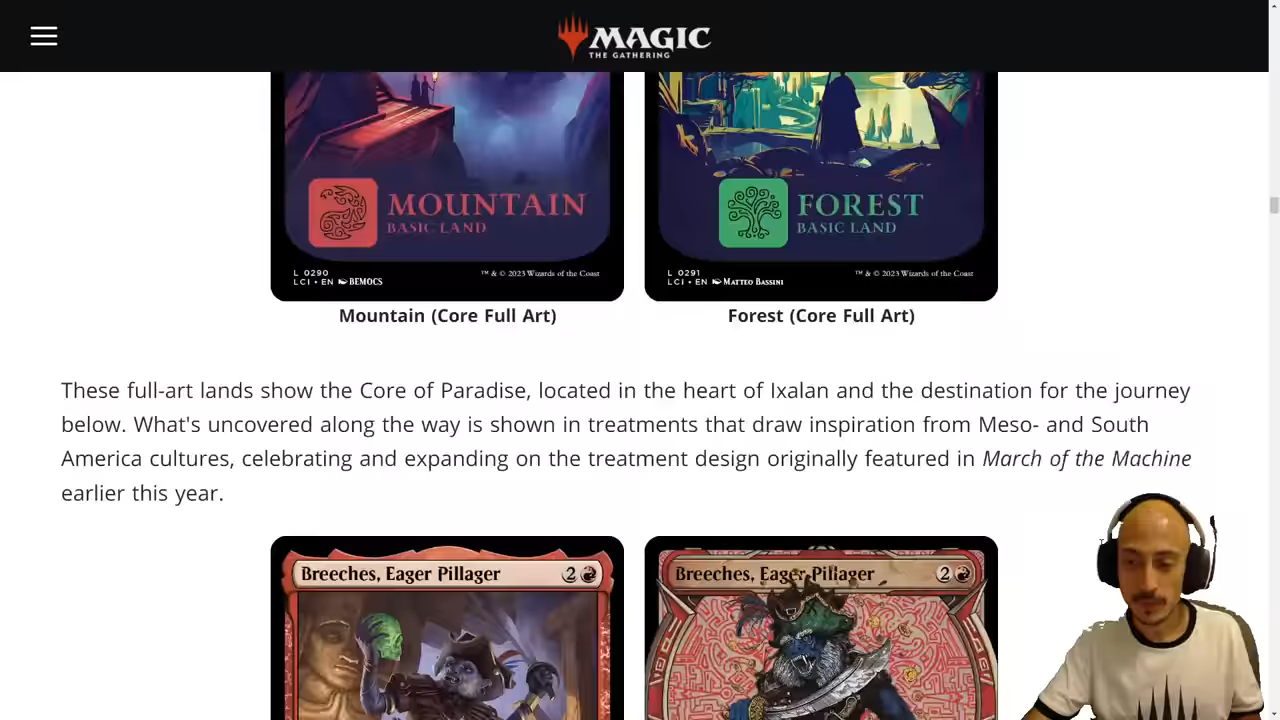 MAGIC
THE GATHERING
MOUNTAIN
BASIC LAND
L 0290
LCI • EN BEMOCS
™ & © 2023 Wizards of the Coast
FOREST
BASIC LAND
L 0291
LCI • EN MATTEO BASSINI
™ & © 2023 Wizards of the Coast
Mountain (Core Full Art)
Forest (Core Full Art)
These full-art lands show the Core of Paradise, located in the heart of Ixalan and the destination for the journey
below. What's uncovered along the way is shown in treatments that draw inspiration from Meso- and South
America cultures, celebrating and expanding on the treatment design originally featured in March of the Machine
earlier this year.
Breeches, Eager Pillager 2
Breeches, Eager Pillager 2